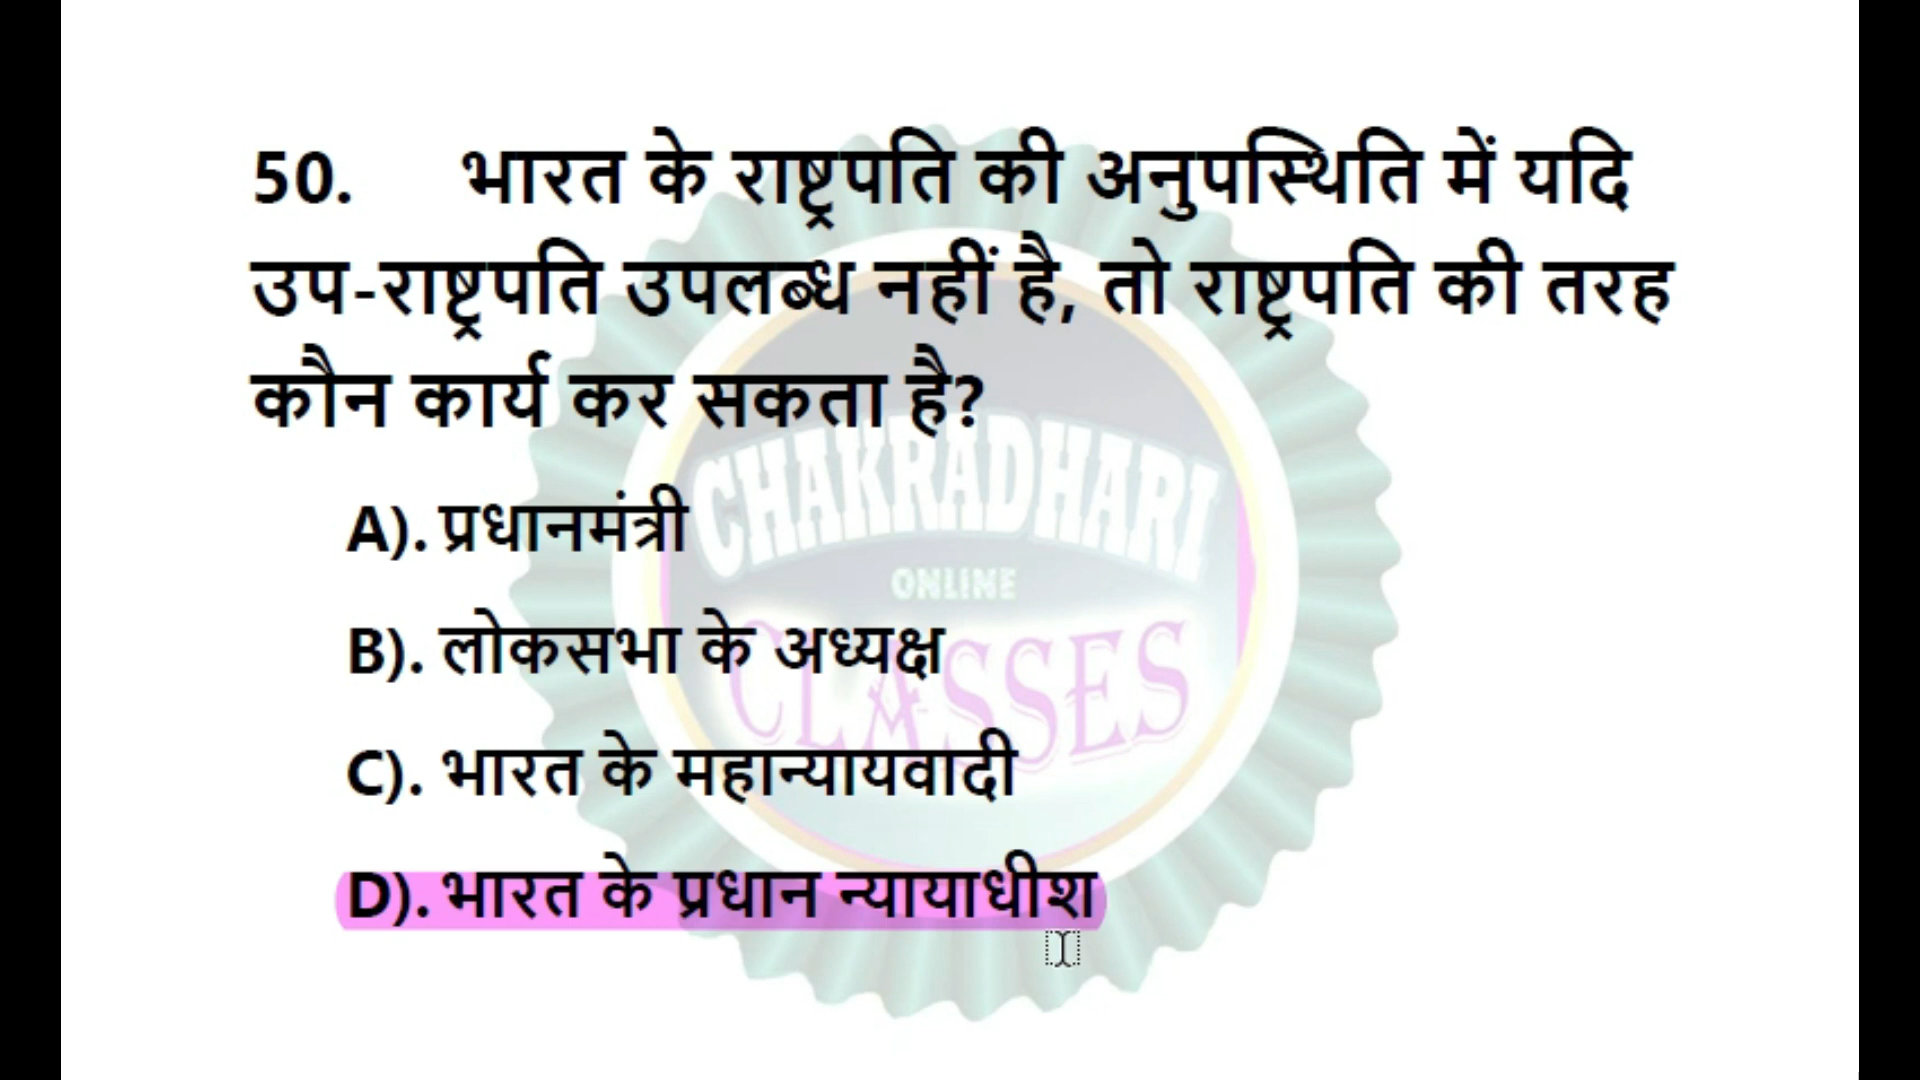 50. भारत के राष्ट्रपति की अनुपस्थिति में यदि
उप-राष्ट्रपति उपलब्ध नहीं है, तो राष्ट्रपति की तरह
कौन कार्य कर सकता है?
A). प्रधानमंत्री
B). लोकसभा के अध्यक्ष
C). भारत के महान्यायवादी
D). भारत के प्रधान न्यायाधीश
CHAKRADHARI
ONLINE
CLASSES